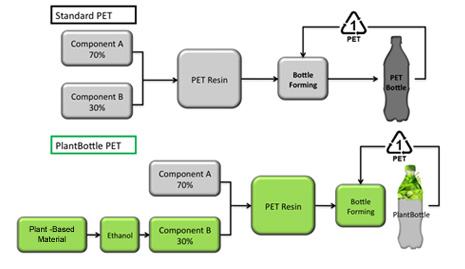 Standard PET
Component A
70%
Component B
30%
PET Resin
Bottle
Forming
1
PET
PET
Bottle
PlantBottle PET
Component A
70%
Plant -Based
Material
Ethanol
Component B
30%
PET Resin
Bottle
Forming
1
PET
PlantBottle